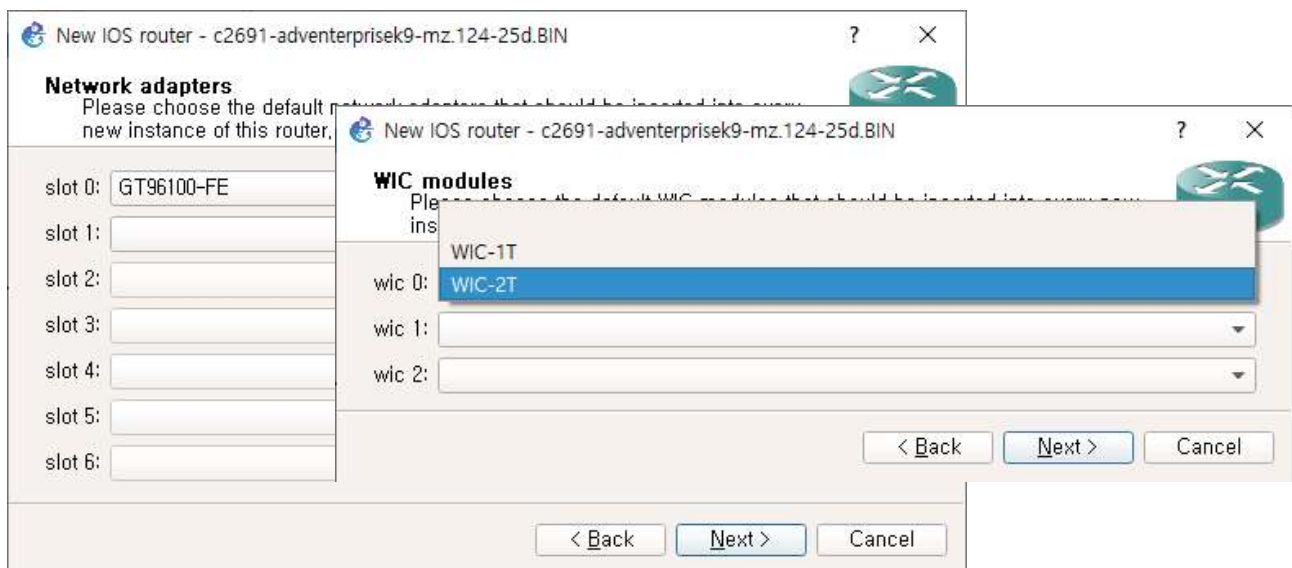 New IOS router - c2691-adventerprisek9-mz.124-25d.BIN
Network adapters
Please choose the default
new instance of this router,
slot 0: GT96100-FE
slot 1:
slot 2:
slot 3:
slot 4:
slot 5:
slot 6:
< Back Next > Cancel
New IOS router - c2691-adventerprisek9-mz.124-25d.BIN
WIC modules
WIC-1T
wic 0: WIC-2T
wic 1:
wic 2:
< Back Next > Cancel